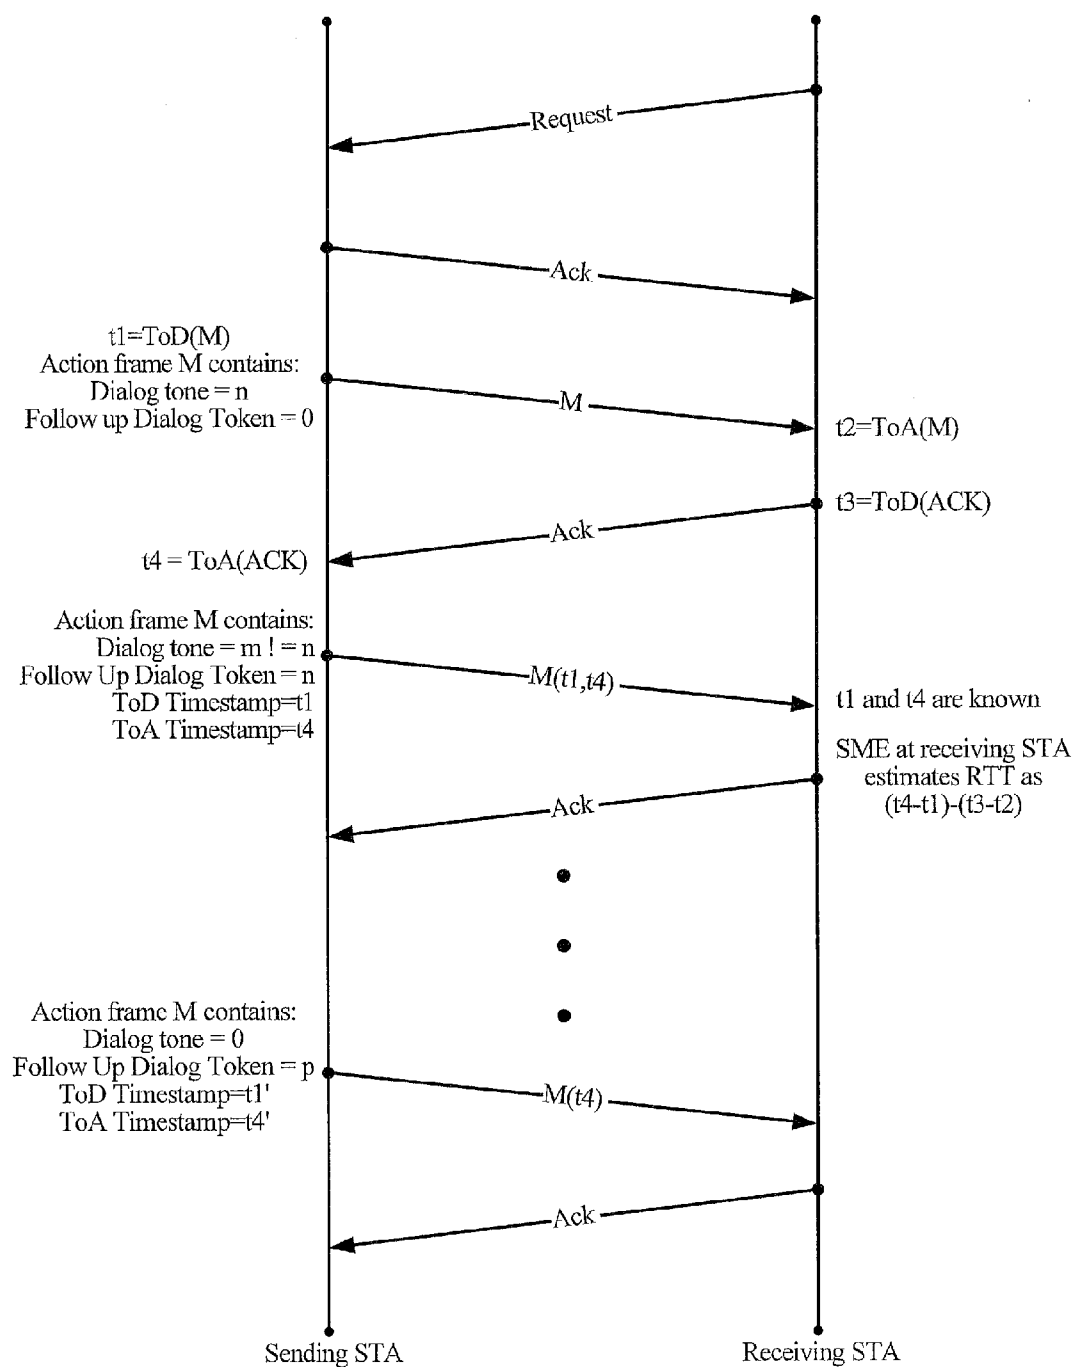 Request
Ack
t1=ToD(M)
Action frame M contains:
Dialog tone = n
Follow up Dialog Token = 0
M
t2=ToA(M)
t3=ToD(ACK)
Ack
t4 = ToA(ACK)
Action frame M contains:
Dialog tone = m ! = n
Follow Up Dialog Token = n
ToD Timestamp=t1
ToA Timestamp=t4
M(t1,t4)
t1 and t4 are known
SME at receiving STA
estimates RTT as
(t4-t1)-(t3-t2)
Ack
Action frame M contains:
Dialog tone = 0
Follow Up Dialog Token = p
ToD Timestamp=t1'
ToA Timestamp=t4'
M(t4)
Ack
Sending STA
Receiving STA